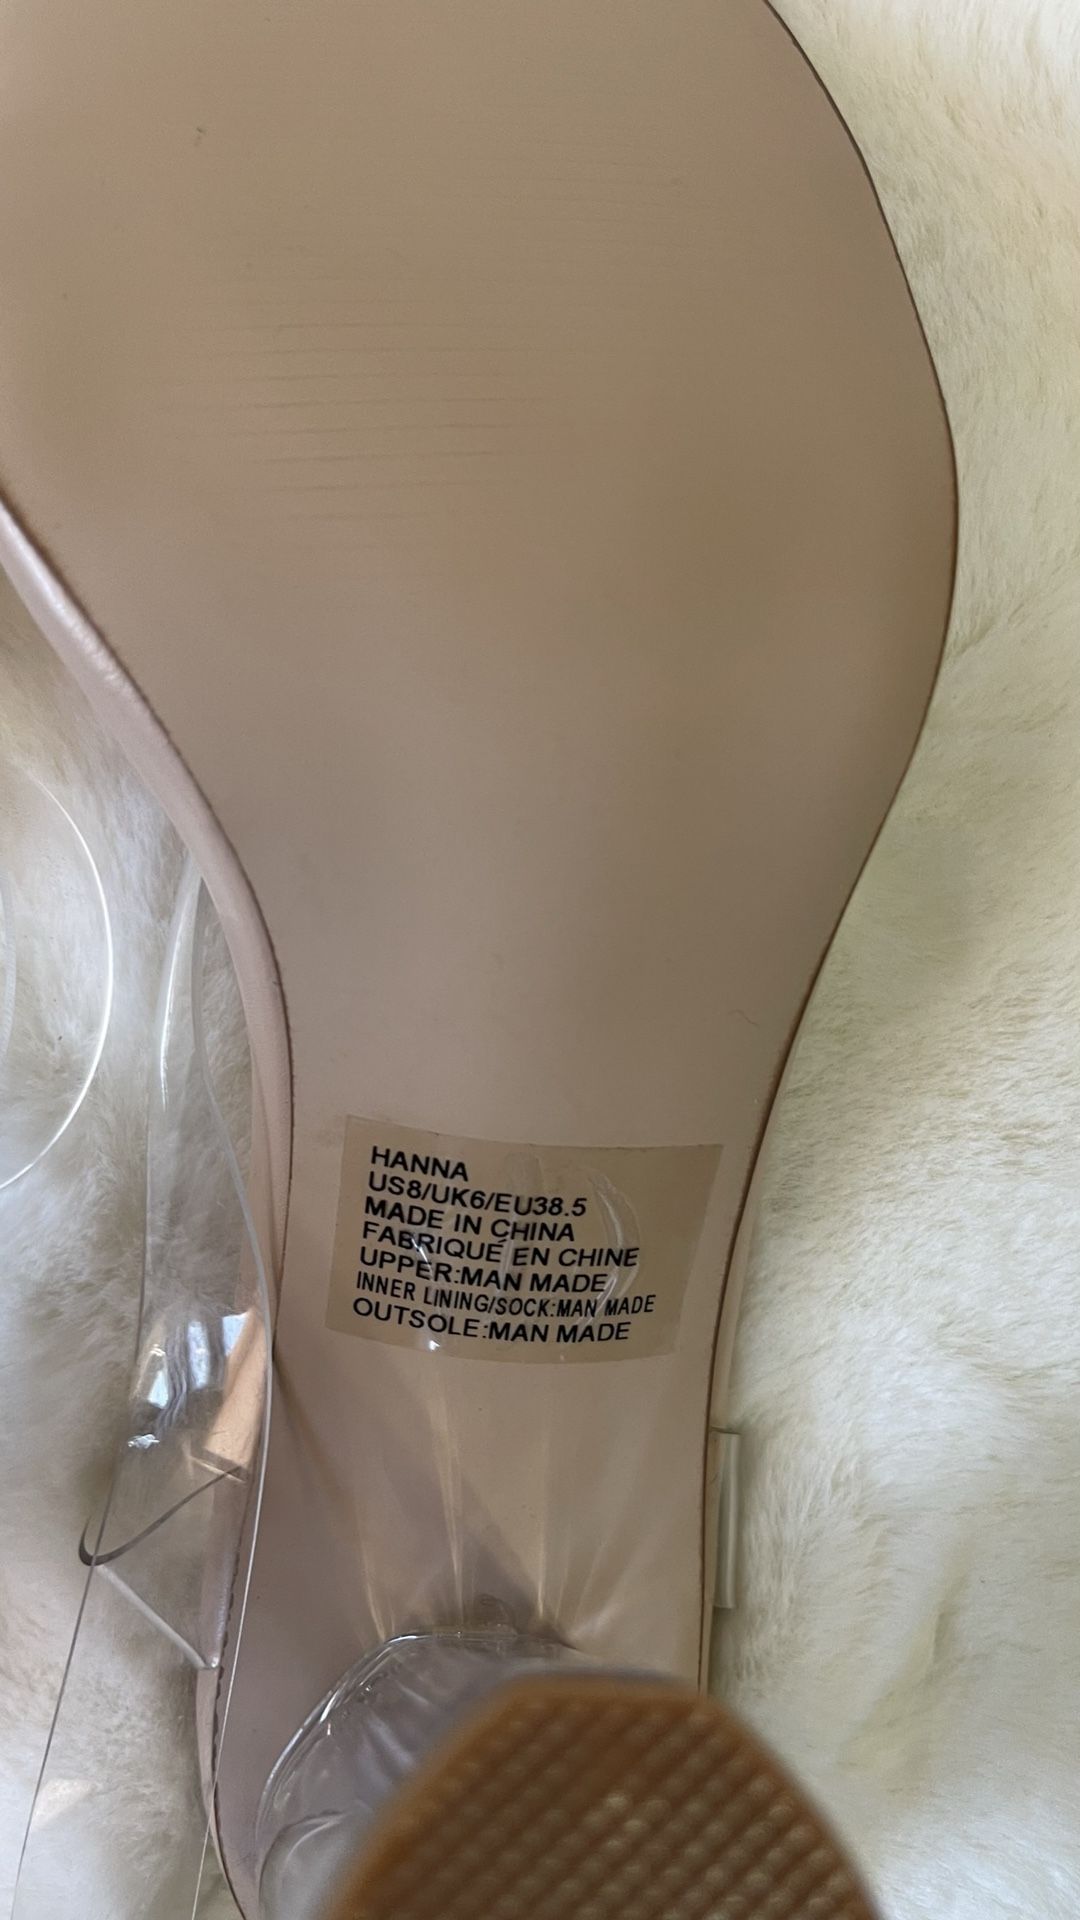 HANNA
US8/UK6/EU38.5
MADE IN CHINA
FABRIQUÉ EN CHINE
UPPER:MAN MADE
INNER LINING/SOCK:MAN MADE
OUTSOLE:MAN MADE